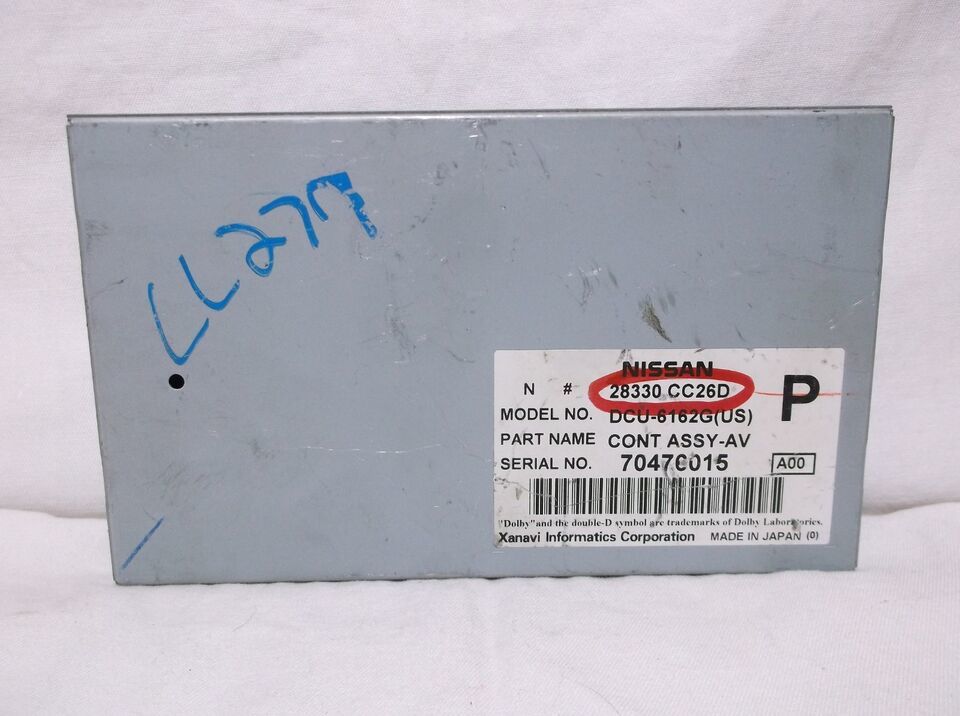 LL277
NISSAN
N # 28330 CC26D
P
MODEL NO. DCU-6162G(US)
PART NAME CONT ASSY-AV
SERIAL NO. 7047C015 A00
"Dolby"and the double-D symbol are trademarks of Dolby Laboratories.
Xanavi Informatics Corporation MADE IN JAPAN (0)